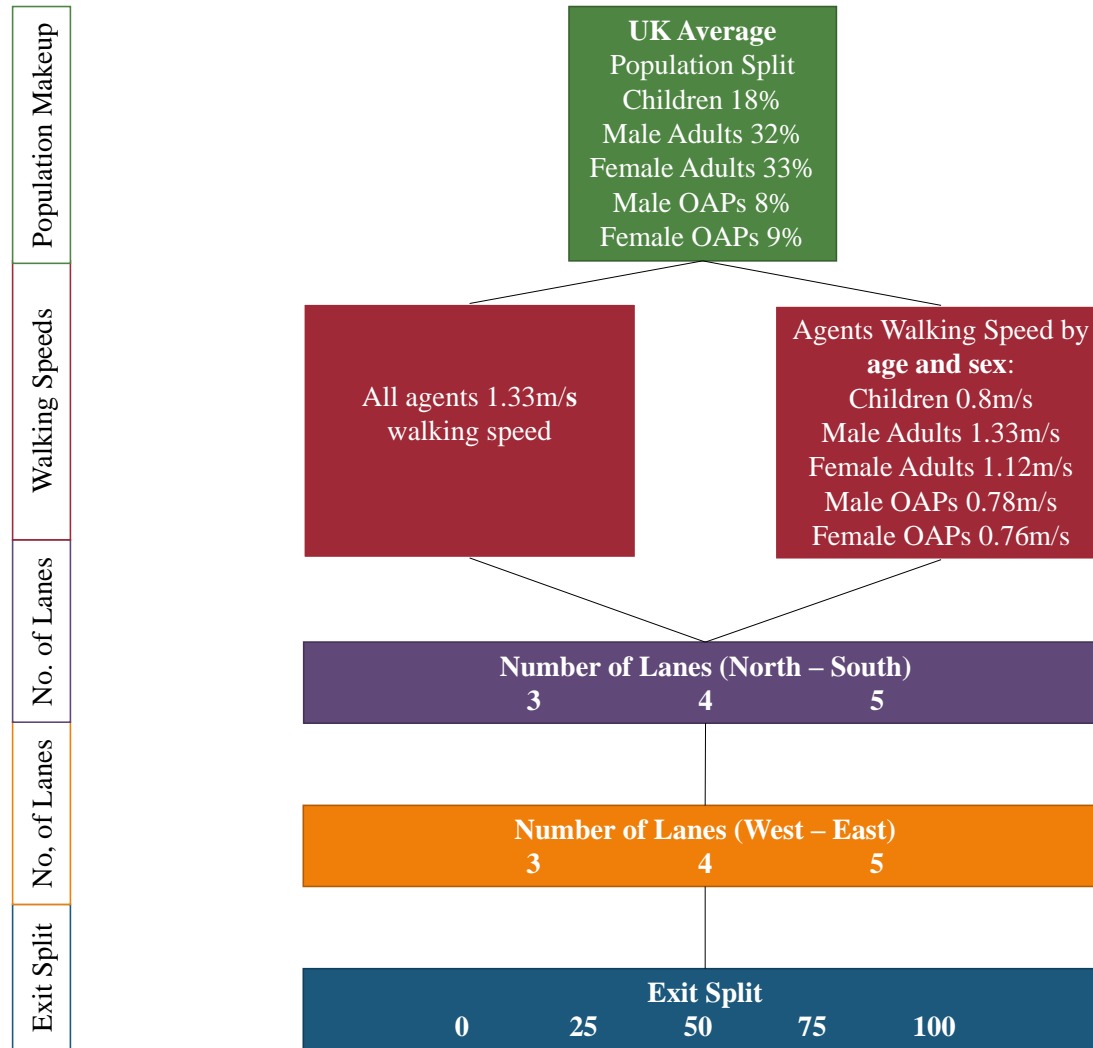 Population Makeup
UK Average
Population Split
Children 18%
Male Adults 32%
Female Adults 33%
Male OAPs 8%
Female OAPs 9%
Walking Speeds
All agents 1.33m/s
walking speed
Agents Walking Speed by
age and sex:
Children 0.8m/s
Male Adults 1.33m/s
Female Adults 1.12m/s
Male OAPs 0.78m/s
Female OAPs 0.76m/s
No. of Lanes
Number of Lanes (North – South)
3 4 5
No, of Lanes
Number of Lanes (West – East)
3 4 5
Exit Split
Exit Split
0 25 50 75 100